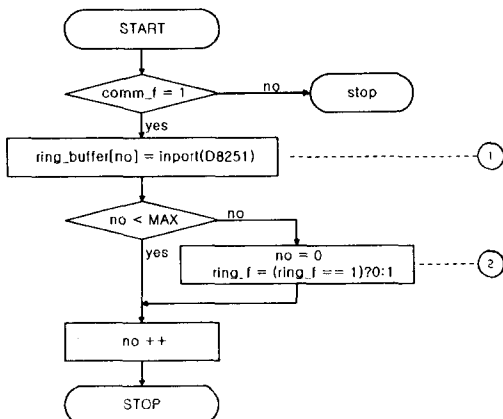 START
comm_f = 1
no
stop
yes
ring_buffer[no] = inport(D8251)
1
no < MAX
no
yes
no = 0
ring_f = (ring_f == 1)?0:1
2
no ++
STOP